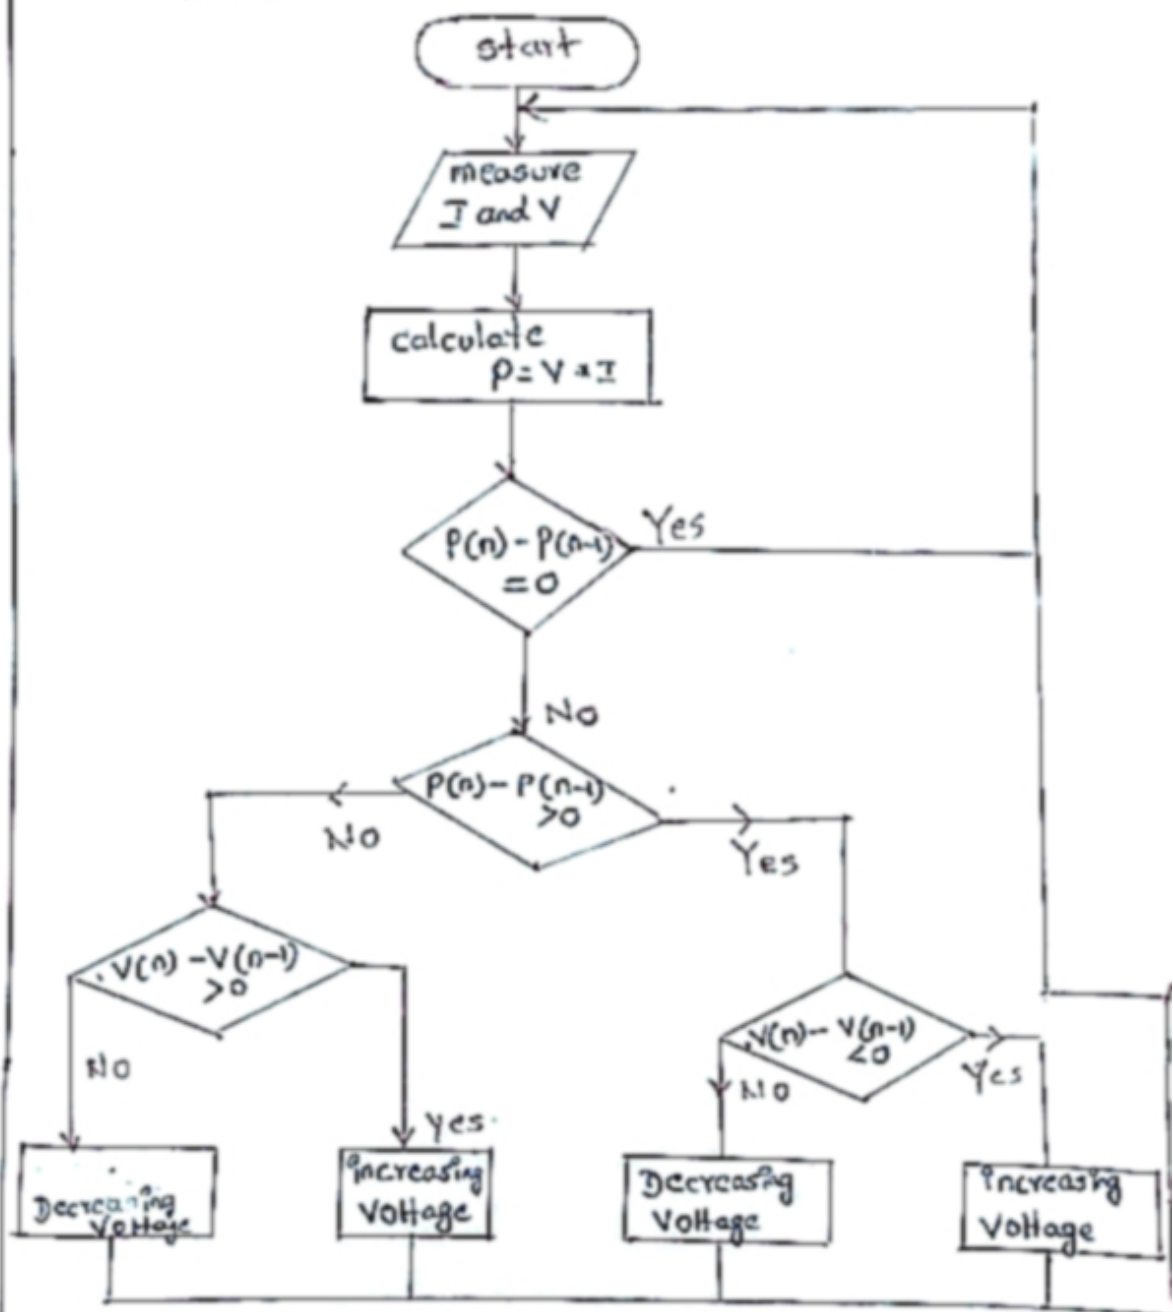 start
measure
I and V
calculate
P = V * I
P(n) - P(n-1)
= 0
Yes
No
P(n) - P(n-1)
>0
No
Yes
V(n) - V(n-1)
>0
V(n) - V(n-1)
<0
No
No
Yes
yes
Decreasing
Voltage
increasing
Voltage
Decreasing
Voltage
increasing
Voltage